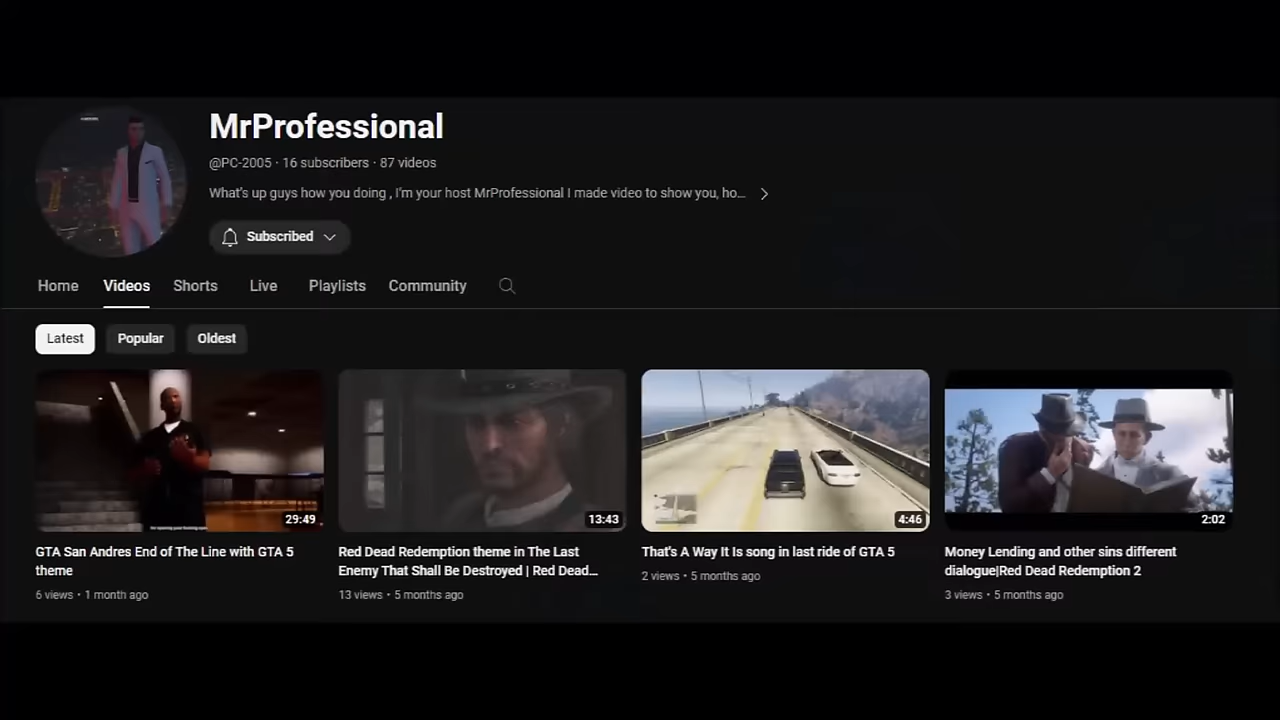 MrProfessional
@PC-2005 · 16 subscribers · 87 videos
What's up guys how you doing , I'm your host MrProfessional I made video to show you, ho...
Subscribed
Home Videos Shorts Live Playlists Community
Latest Popular Oldest
29:49 13:43 4:46 2:02
GTA San Andres End of The Line with GTA 5
theme
6 views · 1 month ago
Red Dead Redemption theme in The Last
Enemy That Shall Be Destroyed | Red Dead...
13 views · 5 months ago
That's A Way It Is song in last ride of GTA 5
2 views · 5 months ago
Money Lending and other sins different
dialogue|Red Dead Redemption 2
3 views · 5 months ago